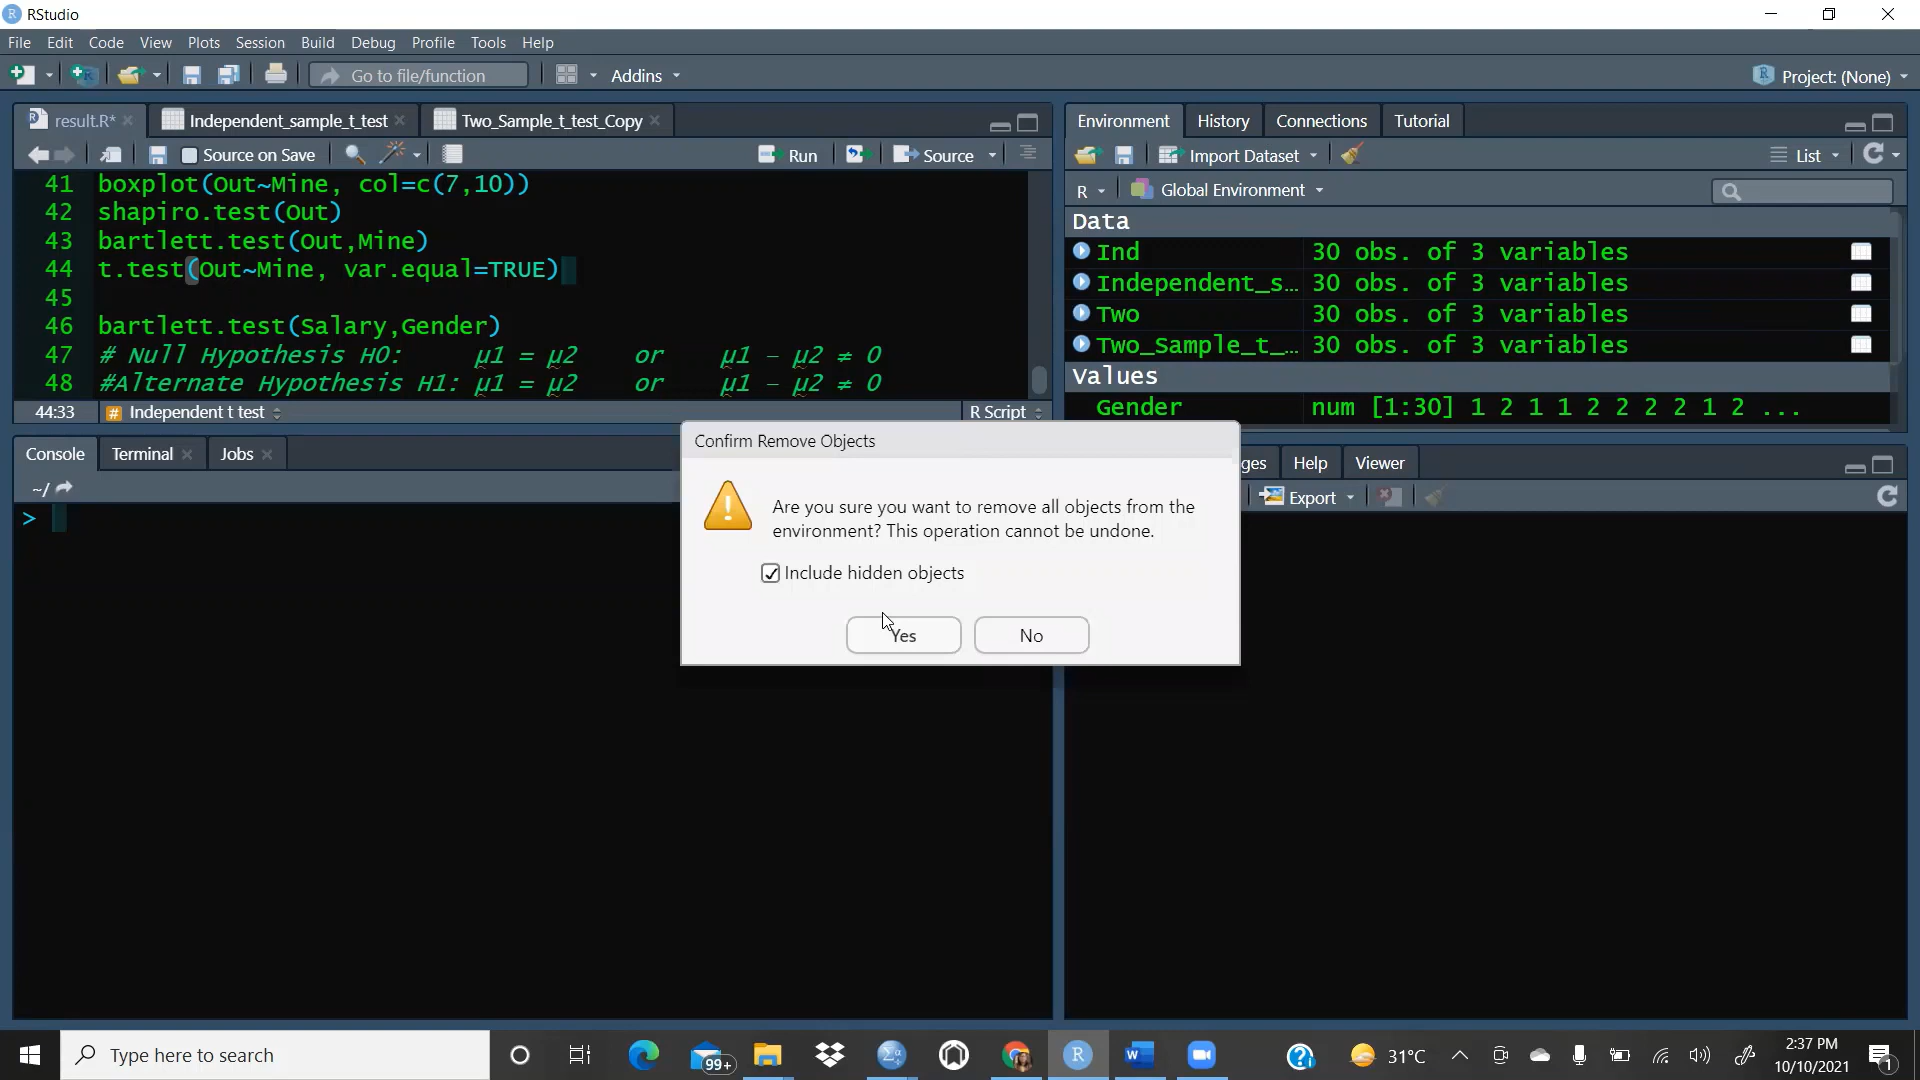 RStudio
File Edit Code View Plots Session Build Debug Profile Tools Help
Go to file/function Addins Project: (None)
result.R* Independent_sample_t_test Two_Sample_t_test_Copy
Source on Save Run Source
41 boxplot(Out~Mine, col=c(7,10))
42 shapiro.test(Out)
43 bartlett.test(Out,Mine)
44 t.test(Out~Mine, var.equal=TRUE)
45
46 bartlett.test(Salary,Gender)
47 # Null Hypothesis H0: μ1 = μ2 or μ1 – μ2 ≠ 0
48 #Alternate Hypothesis H1: μ1 = μ2 or μ1 – μ2 ≠ 0
44:33 # Independent t test R Script
Environment History Connections Tutorial
Import Dataset List
R Global Environment
Data
Ind 30 obs. of 3 variables
Independent_s… 30 obs. of 3 variables
Two 30 obs. of 3 variables
Two_Sample_t_… 30 obs. of 3 variables
Values
Gender num [1:30] 1 2 1 1 2 2 2 2 1 2 ...
Console Terminal Jobs
~/
>
ges Help Viewer
Export
Confirm Remove Objects
Are you sure you want to remove all objects from the
environment? This operation cannot be undone.
Include hidden objects
Yes No
Type here to search
99+
31°C
2:37 PM
10/10/2021
1